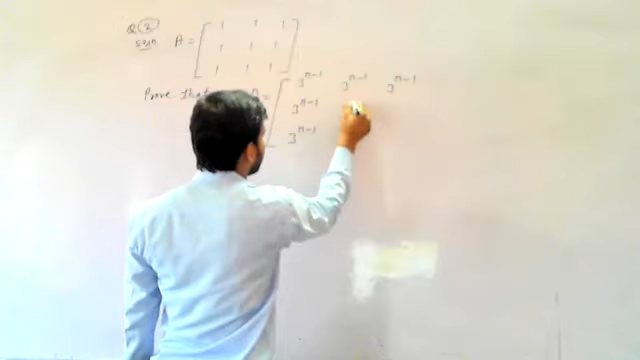 Q 2
Soln A = [ 1 1 1
1 1 1
1 1 1 ]
Prove that n = [ 3^{n-1} 3^{n-1} 3^{n-1}
3^{n-1}
3^{n-1}